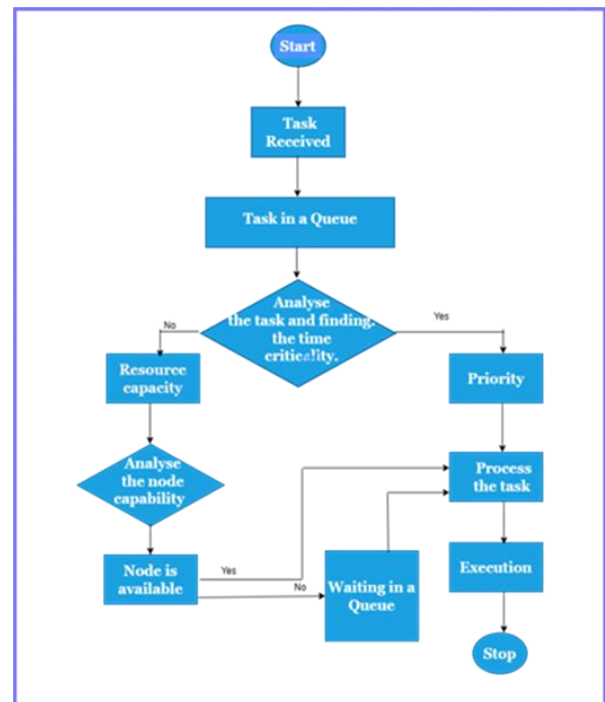 Start
Task
Received
Task in a Queue
Analyse
the task and finding.
the time
criticality.
No
Yes
Resource
capacity
Priority
Analyse
the node
capability
Process
the task
Node is
available
Yes
No
Waiting in a
Queue
Execution
Stop